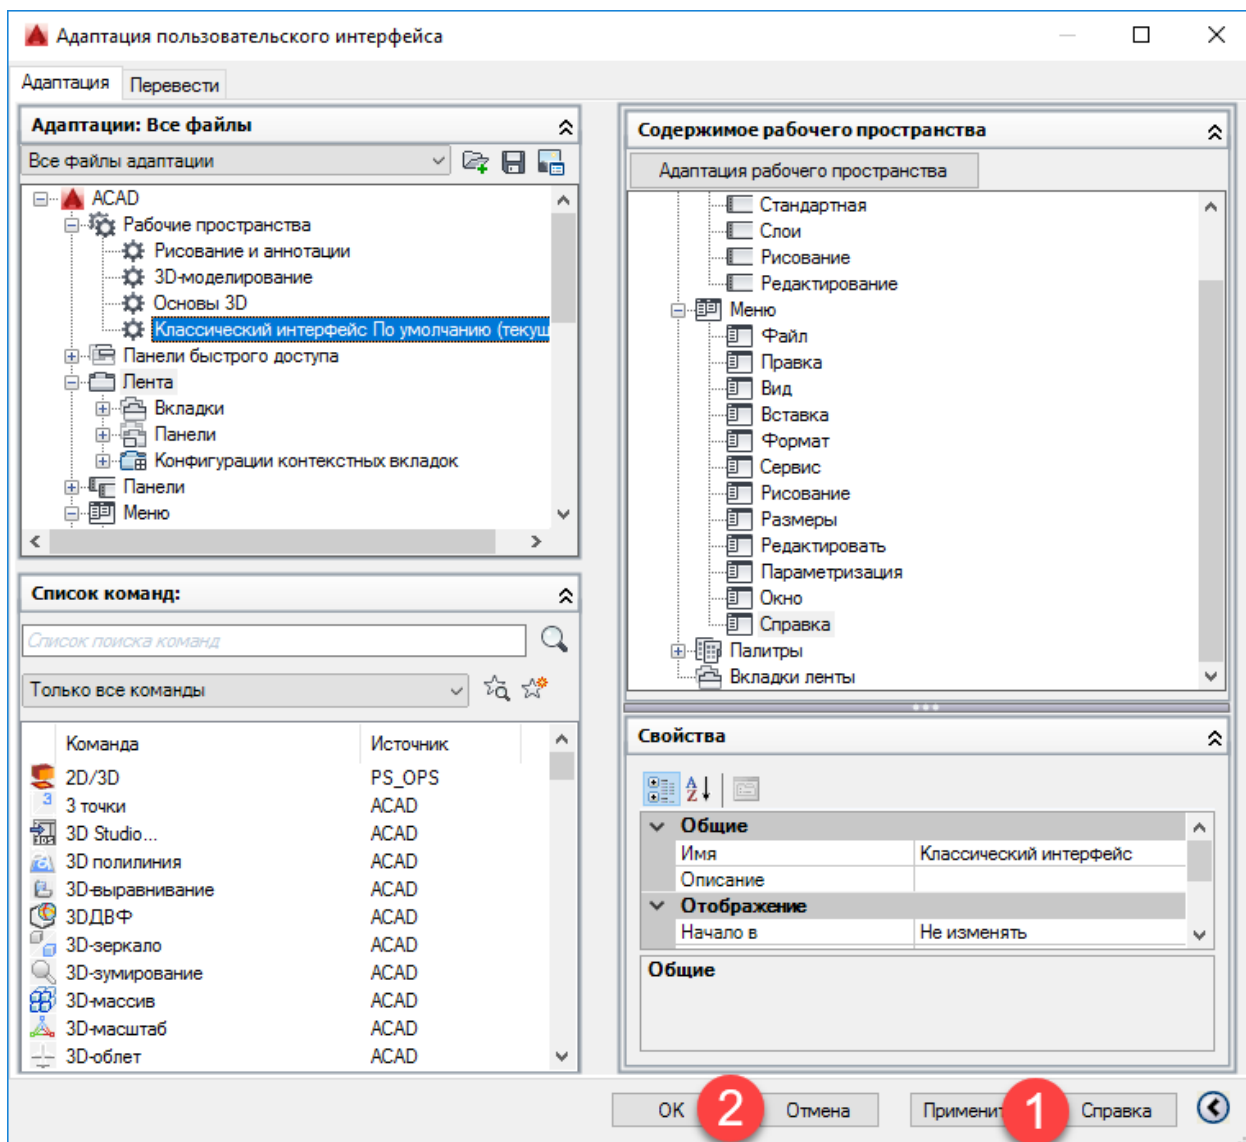 Адаптация пользовательского интерфейса
Адаптация
Перевести
Адаптации: Все файлы
Все файлы адаптации
ACAD
Рабочие пространства
Рисование и аннотации
3D-моделирование
Основы 3D
Классический интерфейс По умолчанию (текущ
Панели быстрого доступа
Лента
Вкладки
Панели
Конфигурации контекстных вкладок
Панели
Меню
Список команд:
Список поиска команд
Только все команды
Команда Источник
2D/3D PS_OPS
3 точки ACAD
3D Studio... ACAD
3D полилиния ACAD
3D-выравнивание ACAD
3DДВФ ACAD
3D-зеркало ACAD
3D-зумирование ACAD
3D-массив ACAD
3D-масштаб ACAD
3D-облет ACAD
Содержимое рабочего пространства
Адаптация рабочего пространства
Стандартная
Слои
Рисование
Редактирование
Меню
Файл
Правка
Вид
Вставка
Формат
Сервис
Рисование
Размеры
Редактировать
Параметризация
Окно
Справка
Палитры
Вкладки ленты
Свойства
Общие
Имя Классический интерфейс
Описание
Отображение
Начало в Не изменять
Общие
ОК 2 Отмена Применит 1 Справка